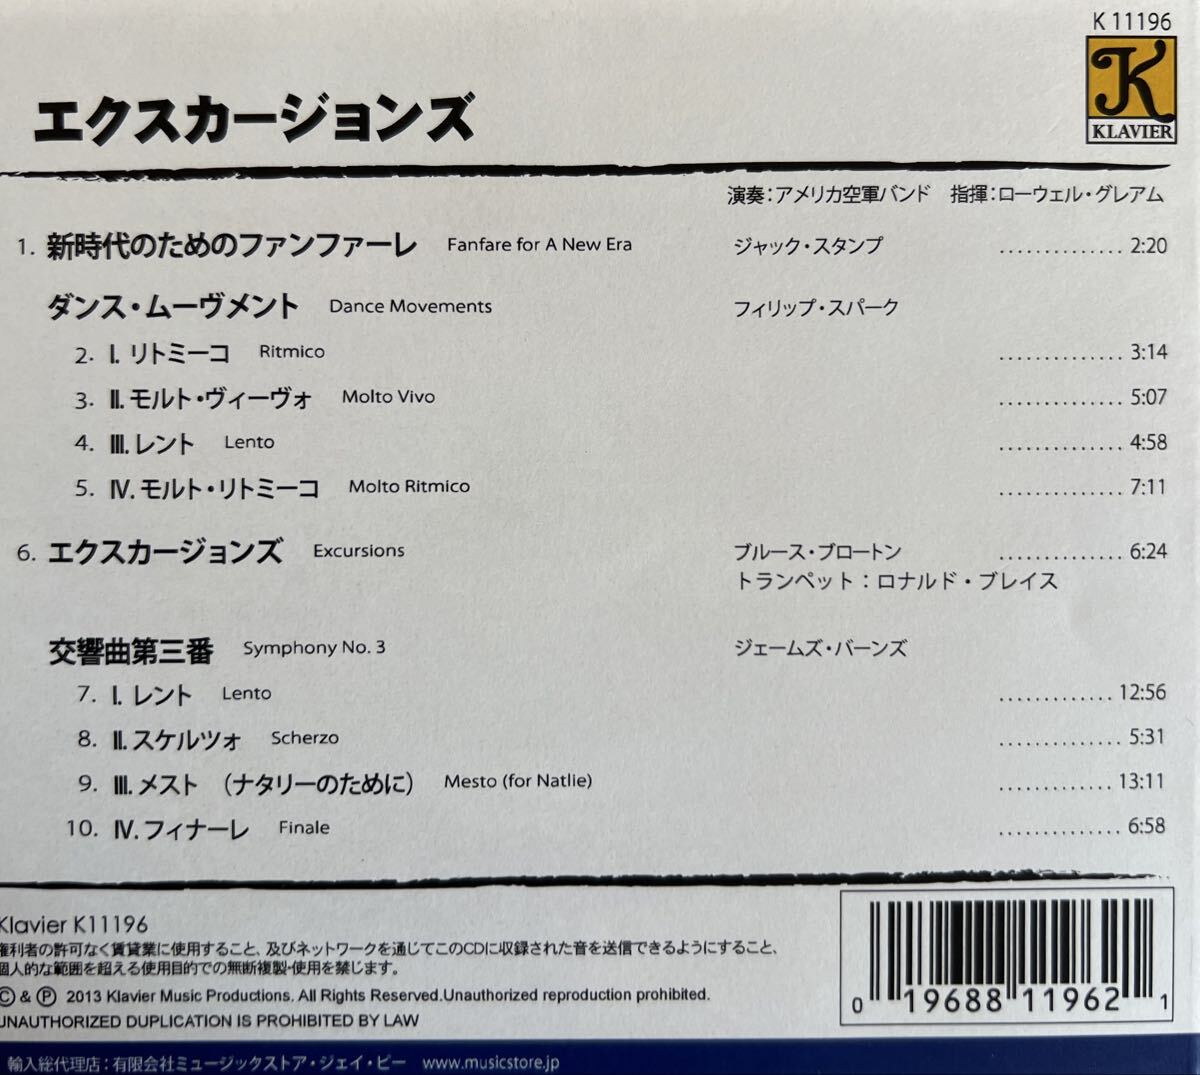 K 11196
K
KLAVIER
エクスカージョンズ
演奏：アメリカ空軍バンド　指揮：ローウェル・グレアム
1. 新時代のためのファンファーレ Fanfare for A New Era ジャック・スタンプ ............. 2:20
ダンス・ムーヴメント Dance Movements フィリップ・スパーク
2. Ⅰ. リトミーコ Ritmico ............. 3:14
3. Ⅱ. モルト・ヴィーヴォ Molto Vivo ............. 5:07
4. Ⅲ. レント Lento ............. 4:58
5. Ⅳ. モルト・リトミーコ Molto Ritmico ............. 7:11
6. エクスカージョンズ Excursions ブルース・ブロートン ............. 6:24
トランペット：ロナルド・ブレイス
交響曲第三番 Symphony No. 3 ジェームズ・バーンズ
7. Ⅰ. レント Lento ............ 12:56
8. Ⅱ. スケルツォ Scherzo ............. 5:31
9. Ⅲ. メスト （ナタリーのために） Mesto (for Natlie) ............ 13:11
10. Ⅳ. フィナーレ Finale ............. 6:58
Klavier K11196
権利者の許可なく賃貸業に使用すること、及びネットワークを通じてこのCDに収録された音を送信できるようにすること、
個人的な範囲を超える使用目的での無断複製・使用を禁じます。
Ⓒ & Ⓟ 2013 Klavier Music Productions. All Rights Reserved.Unauthorized reproduction prohibited.
UNAUTHORIZED DUPLICATION IS PROHIBITED BY LAW
0 19688 11962 1
輸入総代理店：有限会社ミュージックストア・ジェイ・ピー www.musicstore.jp